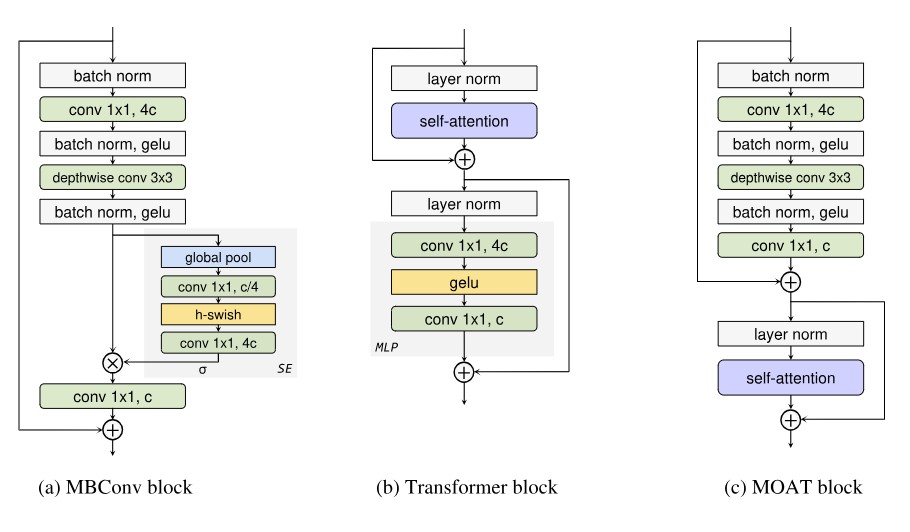 batch norm
conv 1x1, 4c
batch norm, gelu
depthwise conv 3x3
batch norm, gelu
global pool
conv 1x1, c/4
h-swish
conv 1x1, 4c
σ
SE
conv 1x1, c
(a) MBConv block
layer norm
self-attention
layer norm
conv 1x1, 4c
gelu
conv 1x1, c
MLP
(b) Transformer block
batch norm
conv 1x1, 4c
batch norm, gelu
depthwise conv 3x3
batch norm, gelu
conv 1x1, c
layer norm
self-attention
(c) MOAT block